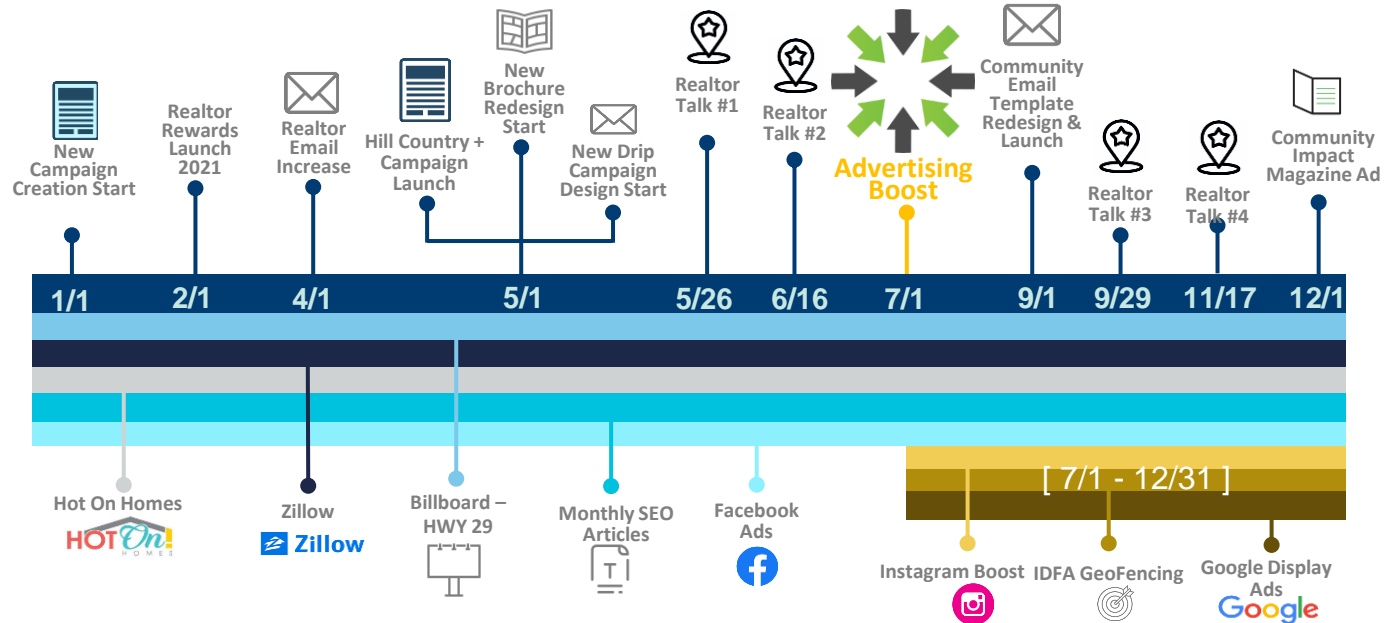 New
Campaign
Creation Start
Realtor
Rewards
Launch
2021
Realtor
Email
Increase
Hill Country +
Campaign
Launch
New
Brochure
Redesign
Start
New Drip
Campaign
Design Start
Realtor
Talk #1
Realtor
Talk #2
Advertising
Boost
Community
Email
Template
Redesign &
Launch
Realtor
Talk #3
Realtor
Talk #4
Community
Impact
Magazine Ad
1/1
2/1
4/1
5/1
5/26
6/16
7/1
9/1
9/29
11/17
12/1
[ 7/1 - 12/31 ]
Hot On Homes
HOT On!
HOMES
Zillow
Zillow
Billboard –
HWY 29
Monthly SEO
Articles
T
Facebook
Ads
f
Instagram Boost
IDFA GeoFencing
Google Display
Ads
Google